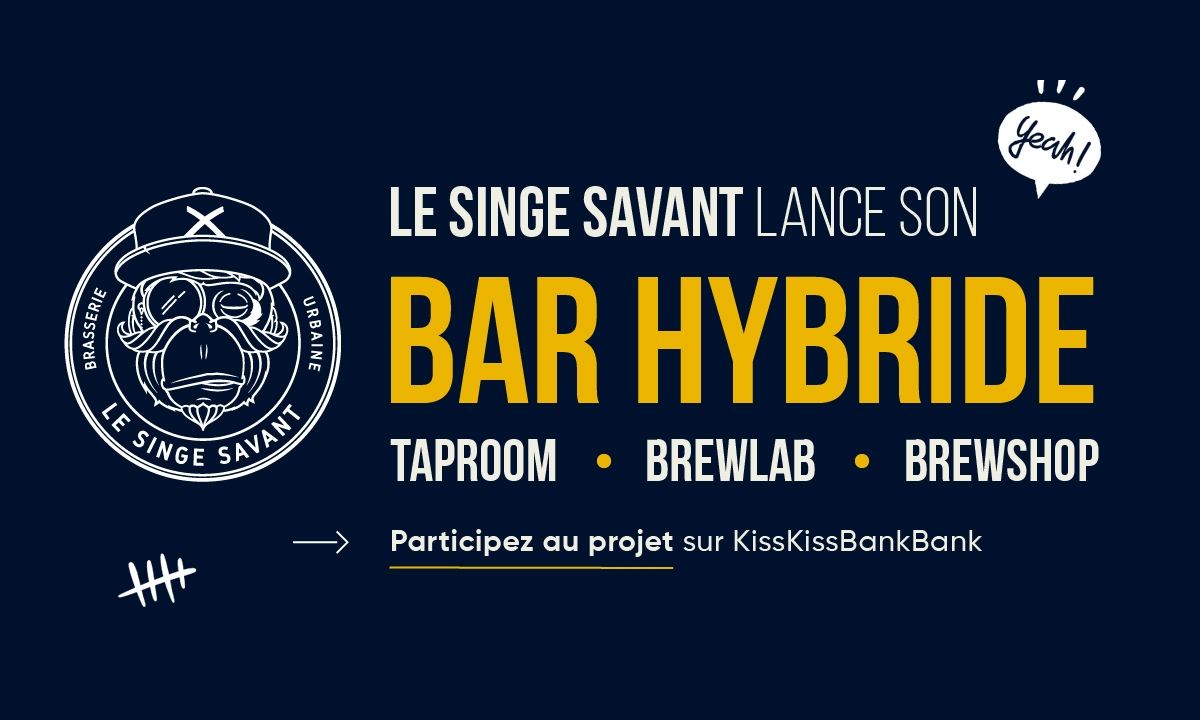 Yeah!
LE SINGE SAVANT LANCE SON
BAR HYBRIDE
TAPROOM • BREWLAB • BREWSHOP
Participez au projet sur KissKissBankBank
BRASSERIE
URBAINE
LE SINGE SAVANT